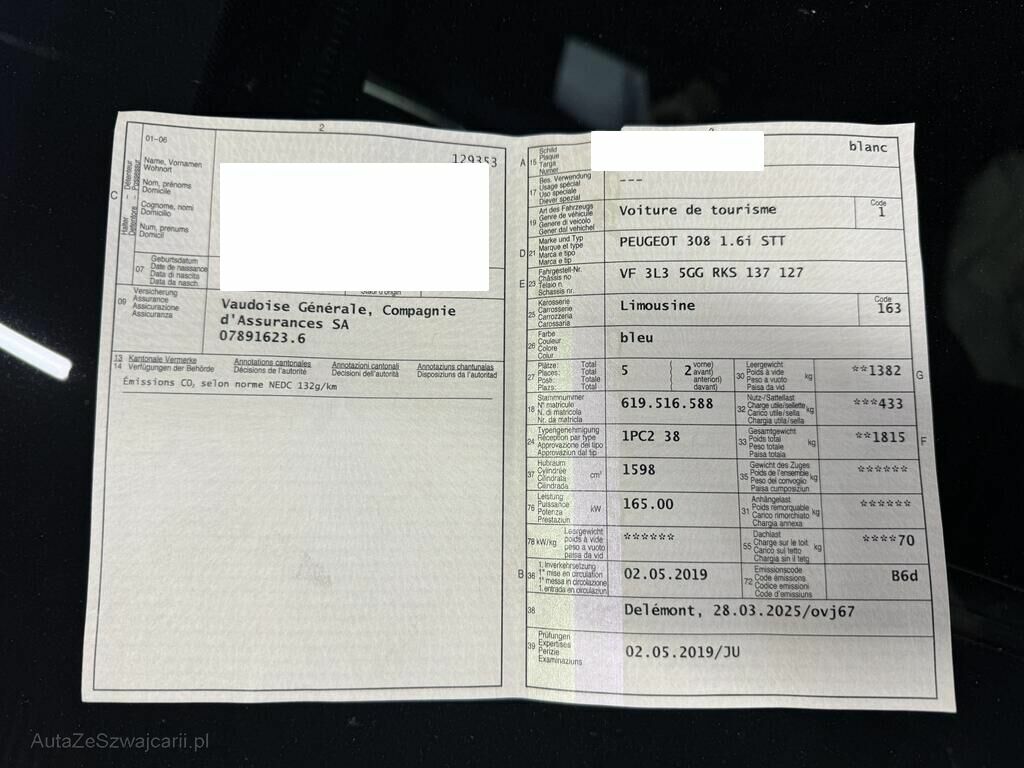 2
01-06
129353
C
Halter Détenteur
Detentore Possessur
Name, Vornamen
Wohnort
Nom, prénoms
Domicile
Cognome, nomi
Domicilio
Num, prenums
Domicil
07
Geburtsdatum
Date de naissance
Data di nascita
Data da nasch.
09
Versicherung
Assurance
Assicurazione
Assicuranza
Vaudoise Générale, Compagnie
d'Assurances SA
07891623.6
13 Kantonale Vermerke Annotations cantonales Annotazioni cantonali Annotaziuns chantunalas
14 Verfügungen der Behörde Décisions de l'autorité Decisioni dell'autorità Disposiziuns da l'autoritad
Émissions CO₂ selon norme NEDC 132g/km
A 15 Schild
Plaque
Targa
Numer
blanc
17 Bes. Verwendung
Usage spécial
Uso speciale
Diever spezial
---
19 Art des Fahrzeugs
Genre de véhicule
Genere di veicolo
Gener dal vehichel
Voiture de tourisme
Code
1
D 21 Marke und Typ
Marque et type
Marca e tipo
Marca e tip
PEUGEOT 308 1.6i STT
E 23 Fahrgestell-Nr.
Châssis no
Telaio n.
Schassis nr.
VF 3L3 5GG RKS 137 127
25 Karosserie
Carrosserie
Carrozzeria
Carossaria
Limousine
Code
163
26 Farbe
Couleur
Colore
Colur
bleu
27 Plätze: Total
Places: Total
Posti: Totale
Plazs: Total
5
2 vorne)
avant)
anteriori)
davant)
30 Leergewicht
Poids à vide
Peso a vuoto
Paisa da vid
kg
**1382
G
18 Stammnummer
N° matricule
N. di matricola
Nr. da matricla
619.516.588
32 Nutz-/Sattellast
Charge utile/sellette
Carico utile/sella
Chargia utila/sella
kg
***433
24 Typengenehmigung
Réception par type
Approvazione del tipo
Approvaziun dal tip
1PC2 38
33 Gesamtgewicht
Poids total
Peso totale
Paisa totala
kg
**1815
F
37 Hubraum
Cylindrée
Cilindrata
Cilindrada
cm³
1598
35 Gewicht des Zuges
Poids de l'ensemble
Peso del convoglio
Paisa cumposiziun
kg
******
76 Leistung
Puissance
Potenza
Prestaziun
kW
165.00
31 Anhängelast
Poids remorquable
Carico rimorchiato
Chargia annexa
kg
******
78 kW/kg Leergewicht
poids à vide
peso a vuoto
paisa da vid
******
55 Dachlast
Charge sur le toit
Carico sul tetto
Chargia sin il tetg
kg
****70
B 36 1. Inverkehrsetzung
1re mise en circulation
1a messa in circolazione
1. entrada en circulaziun
02.05.2019
72 Emissionscode
Code émissions
Codice emissioni
Code d'emissiuns
B6d
38
Delémont, 28.03.2025/ovj67
39 Prüfungen
Expertises
Perizie
Examinaziuns
02.05.2019/JU
AutaZeSzwajcarii.pl